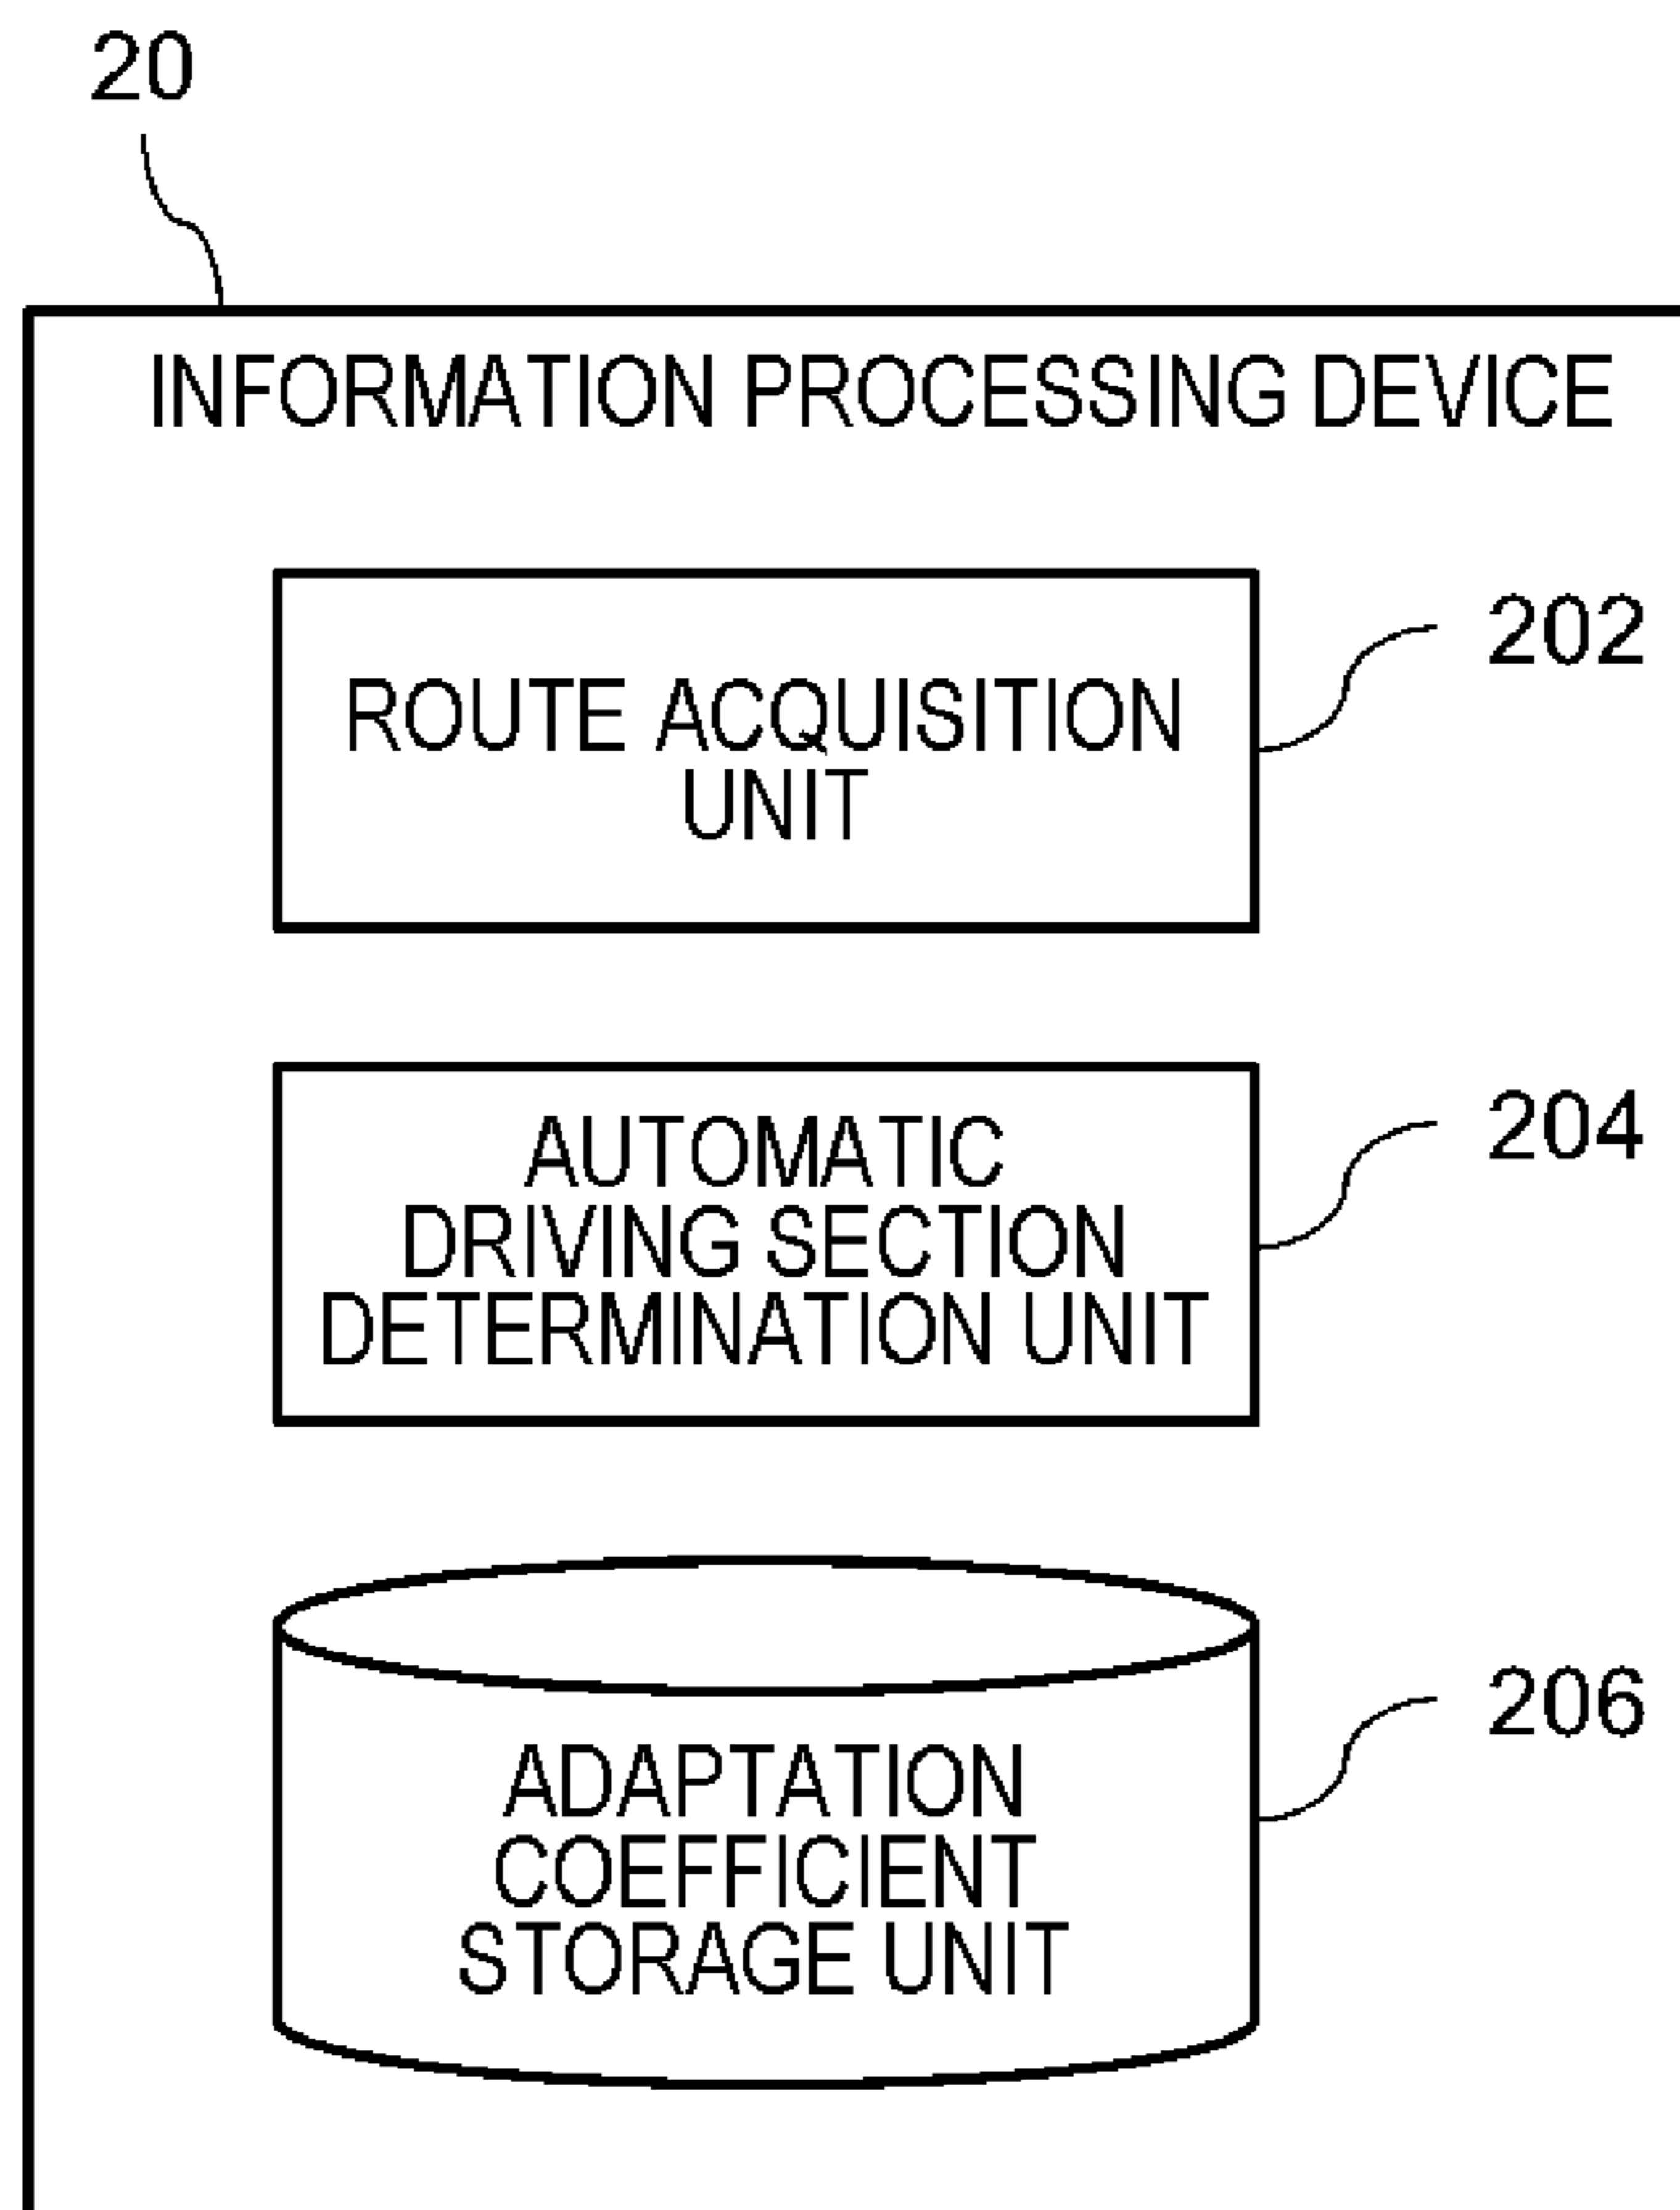 20
INFORMATION PROCESSING DEVICE
202
ROUTE ACQUISITION
UNIT
204
AUTOMATIC
DRIVING SECTION
DETERMINATION UNIT
206
ADAPTATION
COEFFICIENT
STORAGE UNIT